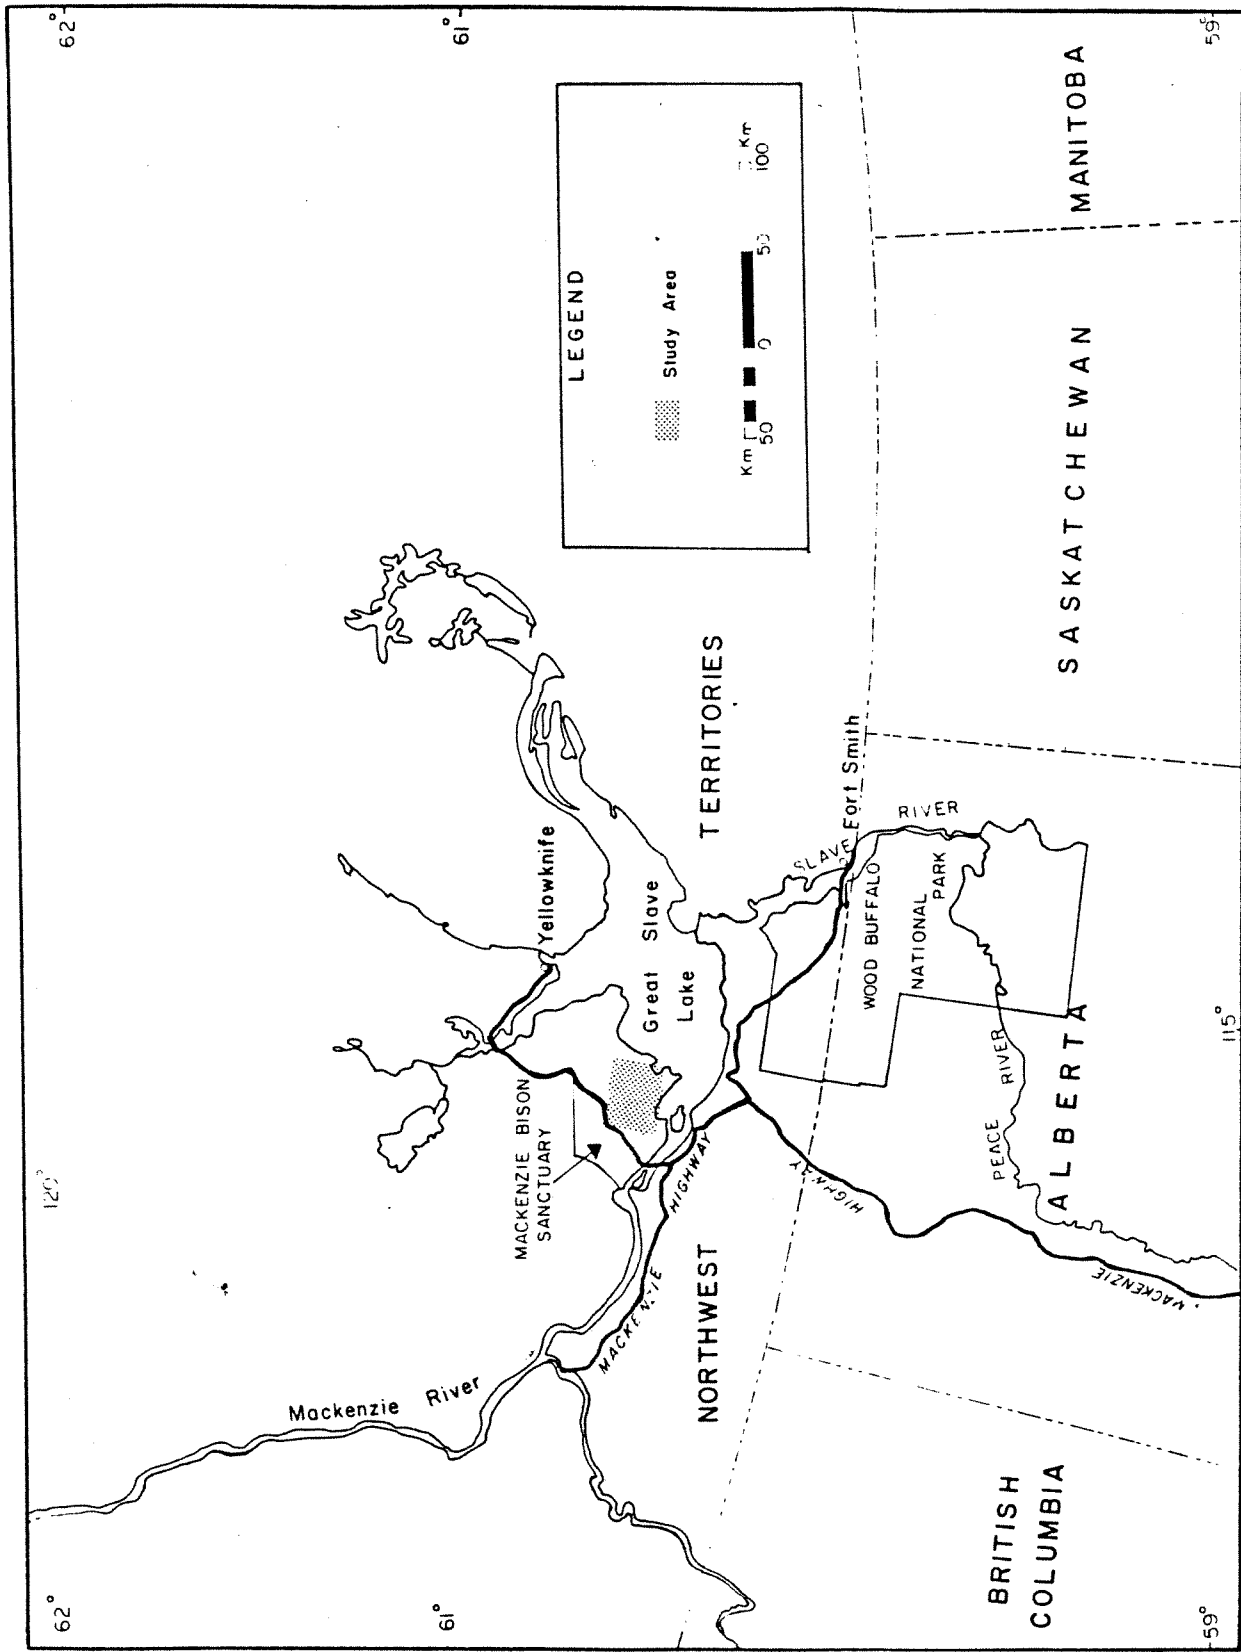 62°
61°
59°
120°
115°
62°
61°
59°
LEGEND
Study Area
Km
Km
50
0
50
100
Yellowknife
MACKENZIE BISON
SANCTUARY
Great Slave
Lake
Mackenzie River
MACKENZIE
HIGHWAY
NORTHWEST
TERRITORIES
SLAVE
RIVER
Fort Smith
WOOD BUFFALO
NATIONAL
PARK
HIGHWAY
MACKENZIE
PEACE RIVER
ALBERTA
SASKATCHEWAN
MANITOBA
BRITISH
COLUMBIA